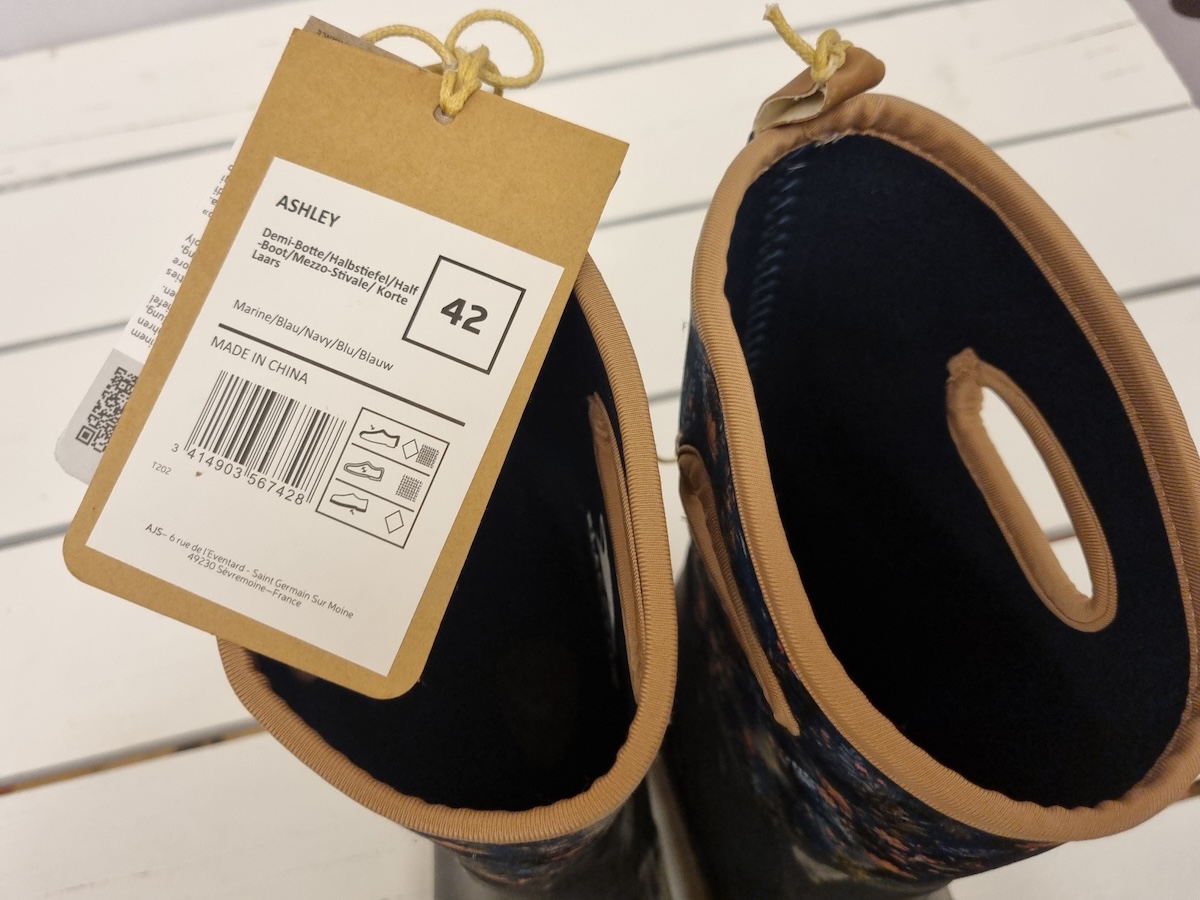 ASHLEY
Demi-Botte/Halbstiefel/Half
-Boot/Mezzo-Stivale/ Korte
Laars
42
Marine/Blau/Navy/Blu/Blauw
MADE IN CHINA
3 414903 567428
T202
AJS– 6 rue de l'Eventard - Saint Germain Sur Moine
49230 Sèvremoine–France